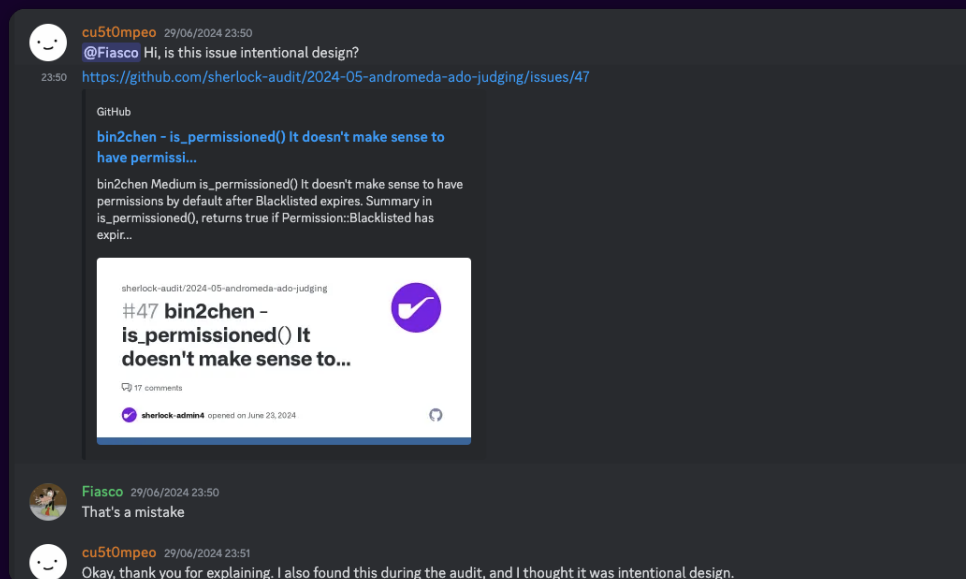 cu5t0mpeo 29/06/2024 23:50
@Fiasco Hi, is this issue intentional design?
23:50 https://github.com/sherlock-audit/2024-05-andromeda-ado-judging/issues/47
GitHub
bin2chen - is_permissioned() It doesn't make sense to
have permissi...
bin2chen Medium is_permissioned() It doesn't make sense to have
permissions by default after Blacklisted expires. Summary in
is_permissioned(), returns true if Permission::Blacklisted has
expir...
sherlock-audit/2024-05-andromeda-ado-judging
#47 bin2chen -
is_permissioned() It
doesn't make sense to...
17 comments
sherlock-admin4 opened on June 23, 2024
Fiasco 29/06/2024 23:50
That's a mistake
cu5t0mpeo 29/06/2024 23:51
Okay, thank you for explaining. I also found this during the audit, and I thought it was intentional design.